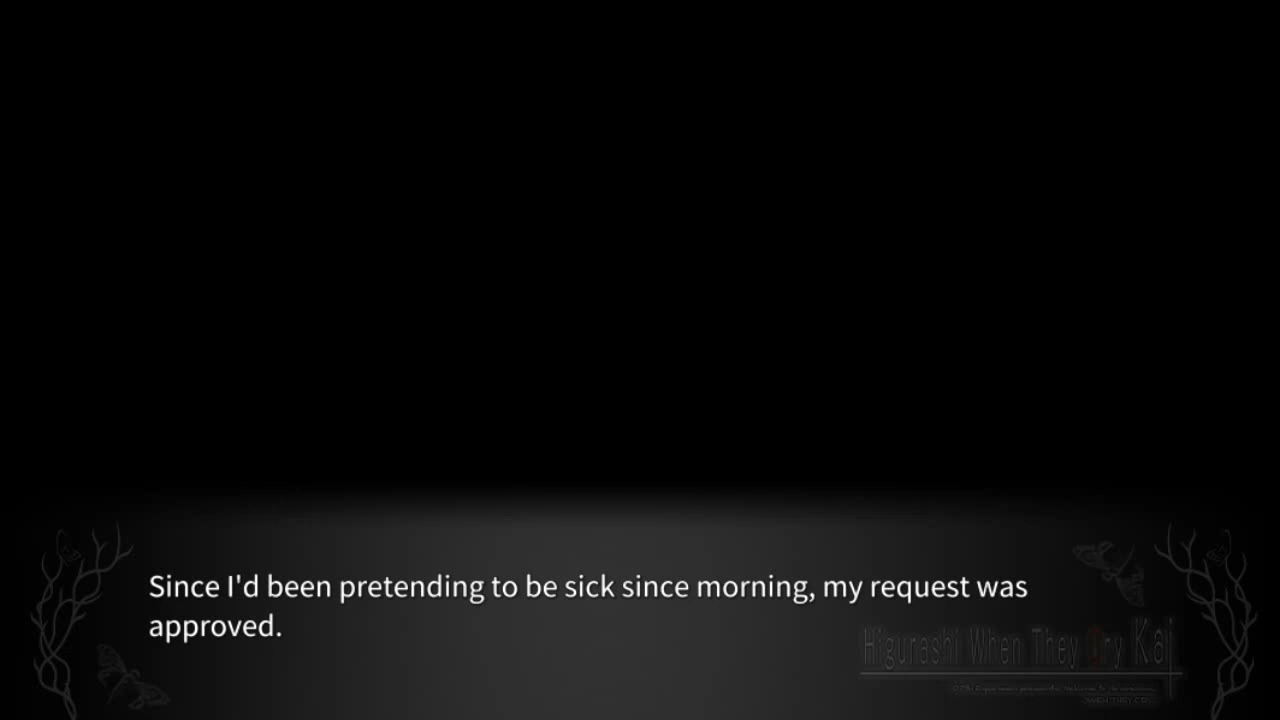 Since I'd been pretending to be sick since morning, my request was
approved.
Higurashi When They Cry Kai